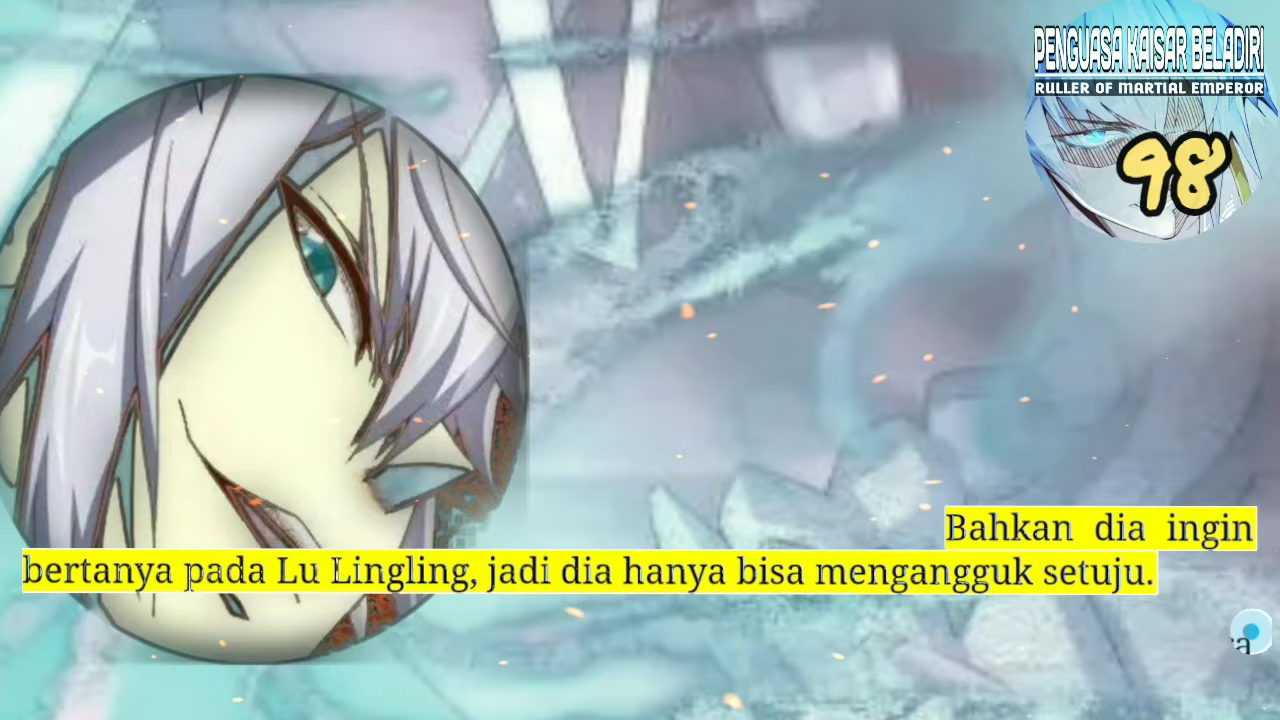 PENGUASA KAISAR BELADIRI
RULLER OF MARTIAL EMPEROR
98
Bahkan dia ingin
bertanya pada Lu Lingling, jadi dia hanya bisa mengangguk setuju.